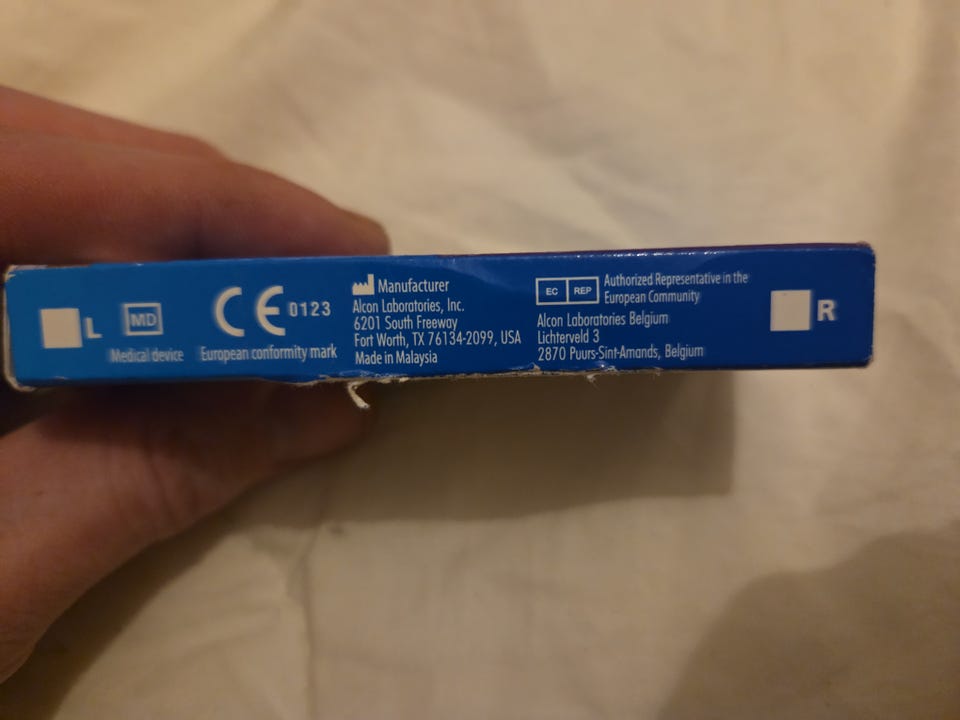 L
MD
Medical device
CE 0123
European conformity mark
Manufacturer
Alcon Laboratories, Inc.
6201 South Freeway
Fort Worth, TX 76134-2099, USA
Made in Malaysia
EC REP
Authorized Representative in the
European Community
Alcon Laboratories Belgium
Lichterveld 3
2870 Puurs-Sint-Amands, Belgium
R